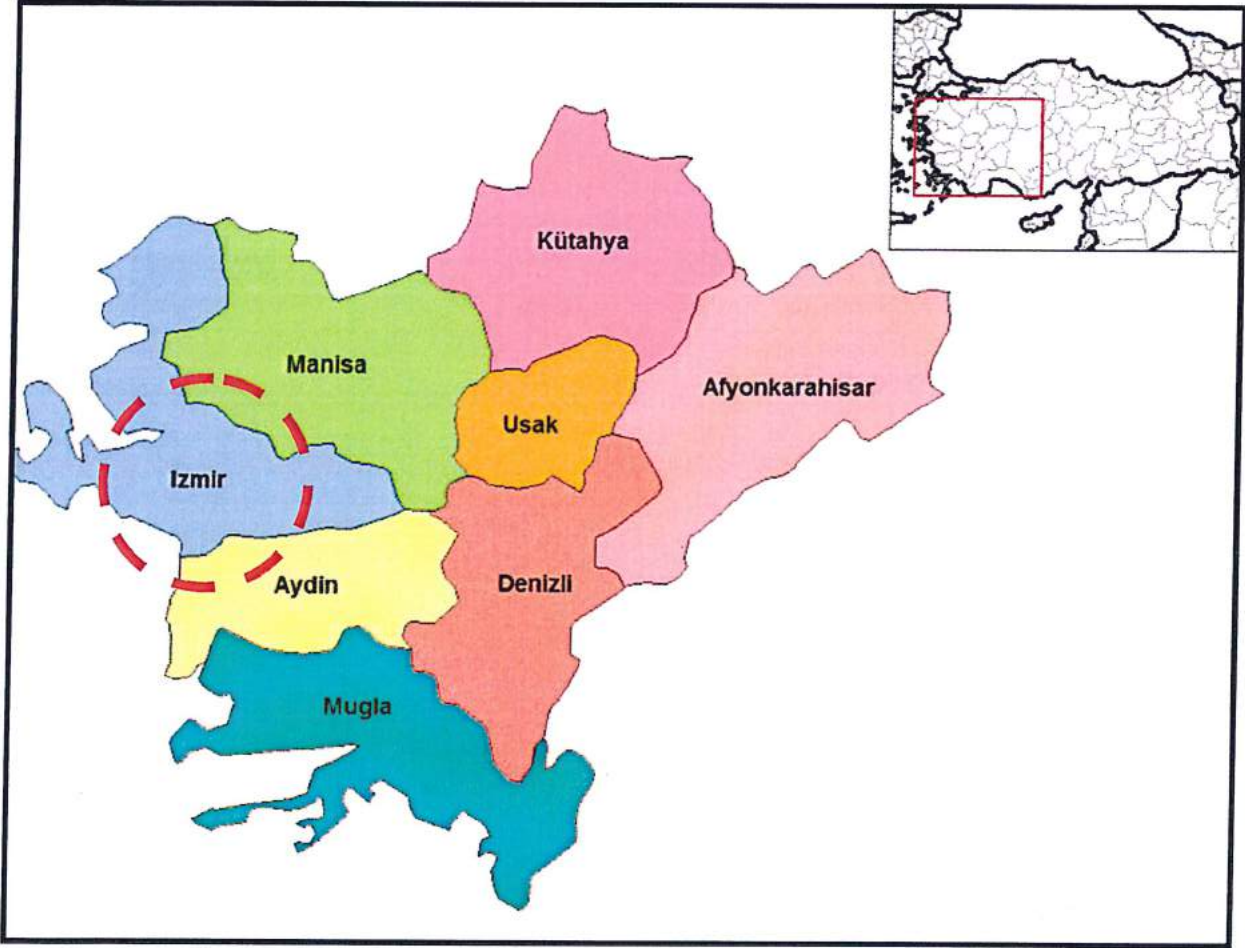 Kütahya
Manisa
Afyonkarahisar
Usak
Izmir
Aydin
Denizli
Mugla